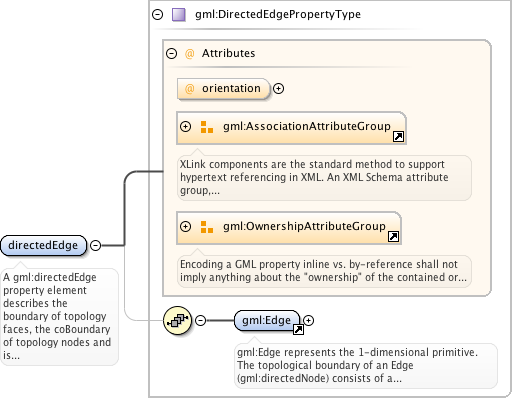 gml:DirectedEdgePropertyType
@ Attributes
@ orientation
gml:AssociationAttributeGroup
XLink components are the standard method to support
hypertext referencing in XML. An XML Schema attribute
group,...
gml:OwnershipAttributeGroup
Encoding a GML property inline vs. by-reference shall not
imply anything about the "ownership" of the contained or...
directedEdge
A gml:directedEdge
property element
describes the
boundary of topology
faces, the coBoundary
of topology nodes and
is...
gml:Edge
gml:Edge represents the 1-dimensional primitive.
The topological boundary of an Edge
(gml:directedNode) consists of a...